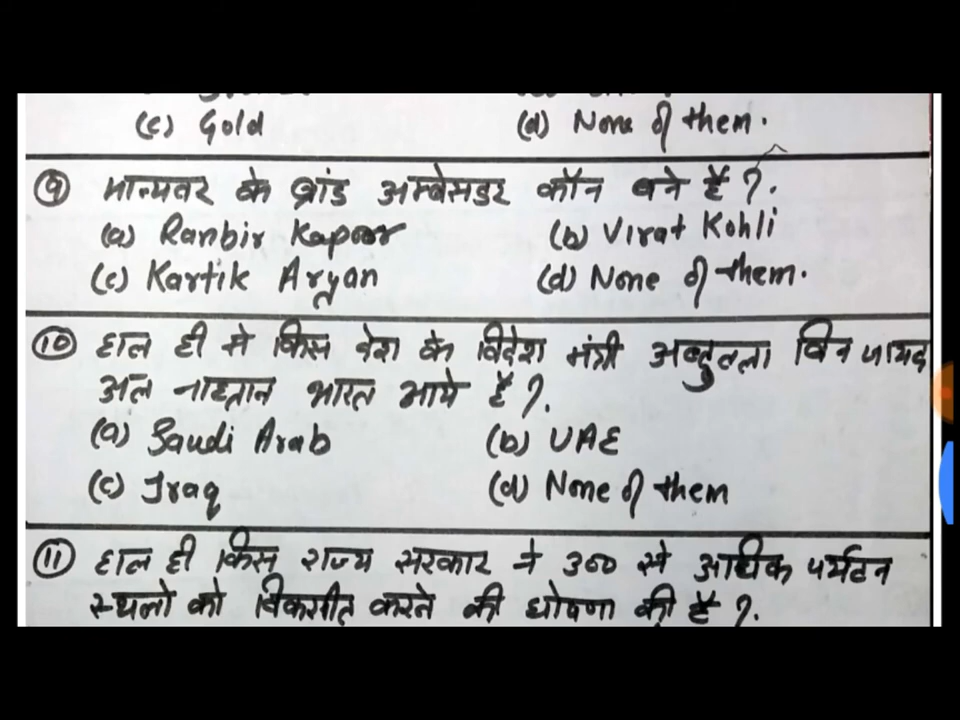 (c) Gold (d) None of them.
⑨ मान्यवर के ब्रांड अम्बेसडर कॉन बने हैं ?.
(a) Ranbir Kapoor (b) Virat Kohli
(c) Kartik Aryan (d) None of them.
⑩ हाल ही मे किस देश के विदेश मंत्री अब्दुल्ला बिन जायद
अल नाहतान भारत आये हैं ?.
(a) Saudi Arab (b) UAE
(c) Iraq (d) None of them
⑪ हाल ही किस राज्य सरकार ने 300 से अधिक पर्यटन
स्थलो को विकसीत करने की घोषणा की हैं ?.